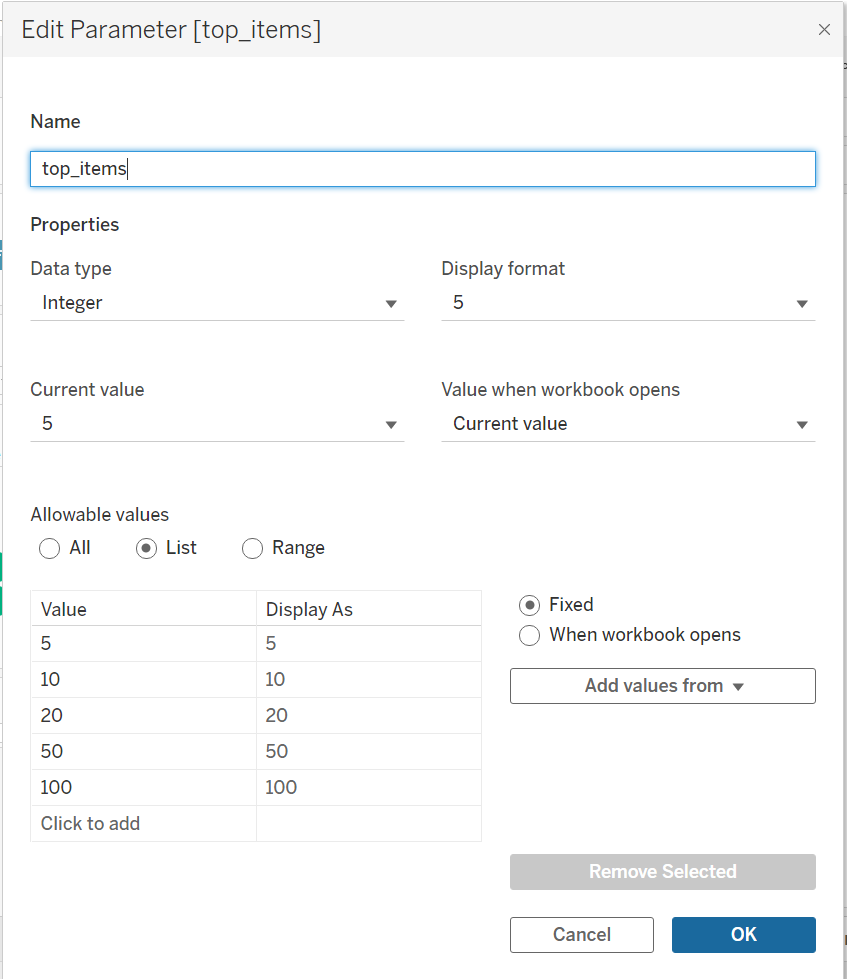 Edit Parameter [top_items]
Name
top_items
Properties
Data type
Display format
Integer
5
Current value
Value when workbook opens
5
Current value
Allowable values
All
List
Range
Value
Display As
Fixed
5
5
When workbook opens
10
10
Add values from
20
20
50
50
100
100
Click to add
Remove Selected
Cancel
OK